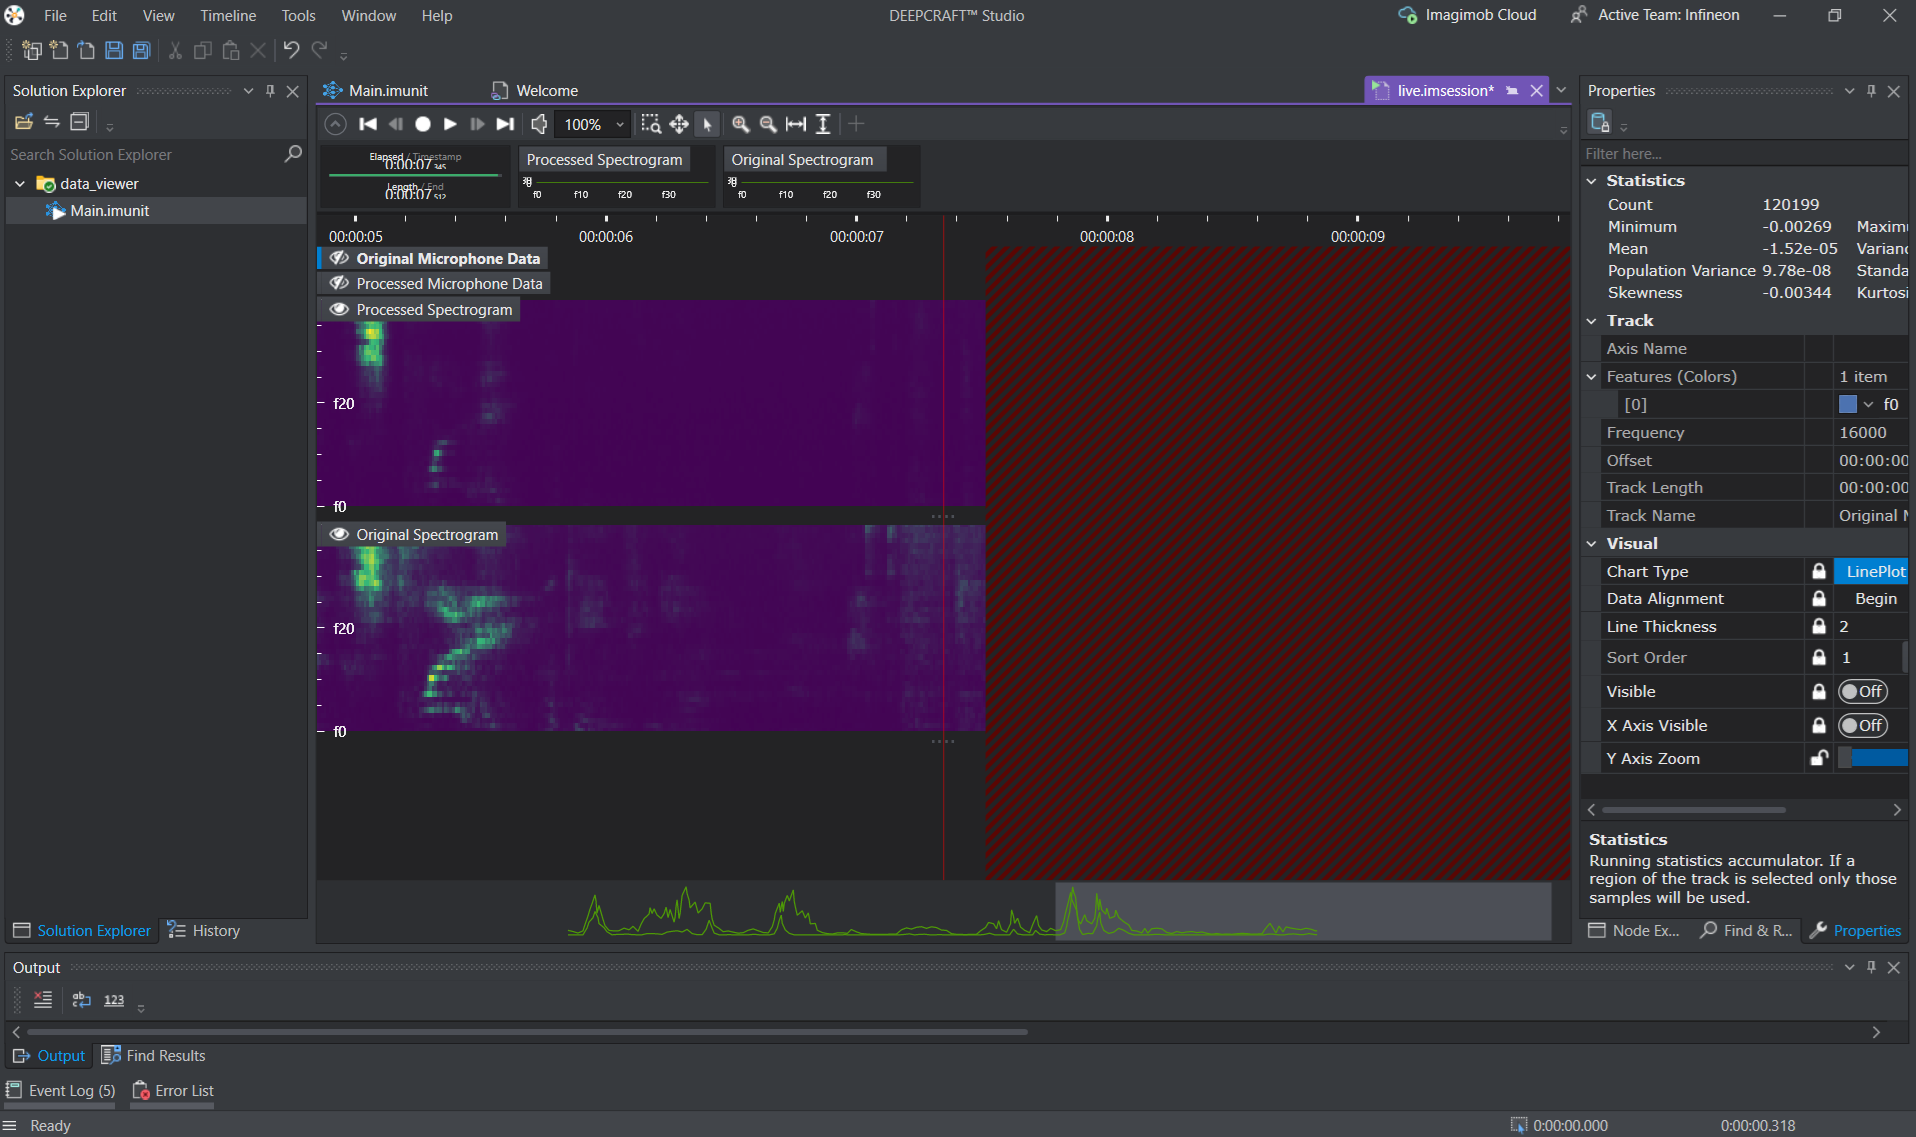 File Edit View Timeline Tools Window Help
DEEPCRAFT™ Studio
Imagimob Cloud
Active Team: Infineon
Solution Explorer
Search Solution Explorer
data_viewer
Main.imunit
Solution Explorer
History
Main.imunit
Welcome
live.imsession*
100%
Elapsed / Timestamp
0:00:07 345
Length / End
0:00:07 512
Processed Spectrogram
f0 f10 f20 f30
Original Spectrogram
f0 f10 f20 f30
00:00:05 00:00:06 00:00:07 00:00:08 00:00:09
Original Microphone Data
Processed Microphone Data
Processed Spectrogram
f20
f0
Original Spectrogram
f20
f0
Properties
Filter here...
Statistics
Count 120199
Minimum -0.00269 Maximu
Mean -1.52e-05 Varianc
Population Variance 9.78e-08 Standa
Skewness -0.00344 Kurtosi
Track
Axis Name
Features (Colors) 1 item
[0] f0
Frequency 16000
Offset 00:00:00
Track Length 00:00:00
Track Name Original M
Visual
Chart Type LinePlot
Data Alignment Begin
Line Thickness 2
Sort Order 1
Visible Off
X Axis Visible Off
Y Axis Zoom
Statistics
Running statistics accumulator. If a
region of the track is selected only those
samples will be used.
Node Ex... Find & R... Properties
Output
123
Output Find Results
Event Log (5) Error List
Ready
0:00:00.000 0:00:00.318